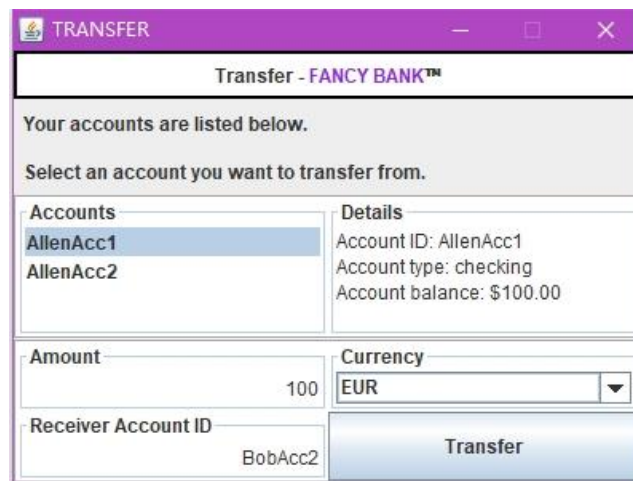 TRANSFER
Transfer - FANCY BANK™
Your accounts are listed below.
Select an account you want to transfer from.
Accounts
AllenAcc1
AllenAcc2
Details
Account ID: AllenAcc1
Account type: checking
Account balance: $100.00
Amount
100
Currency
EUR
Receiver Account ID
BobAcc2
Transfer